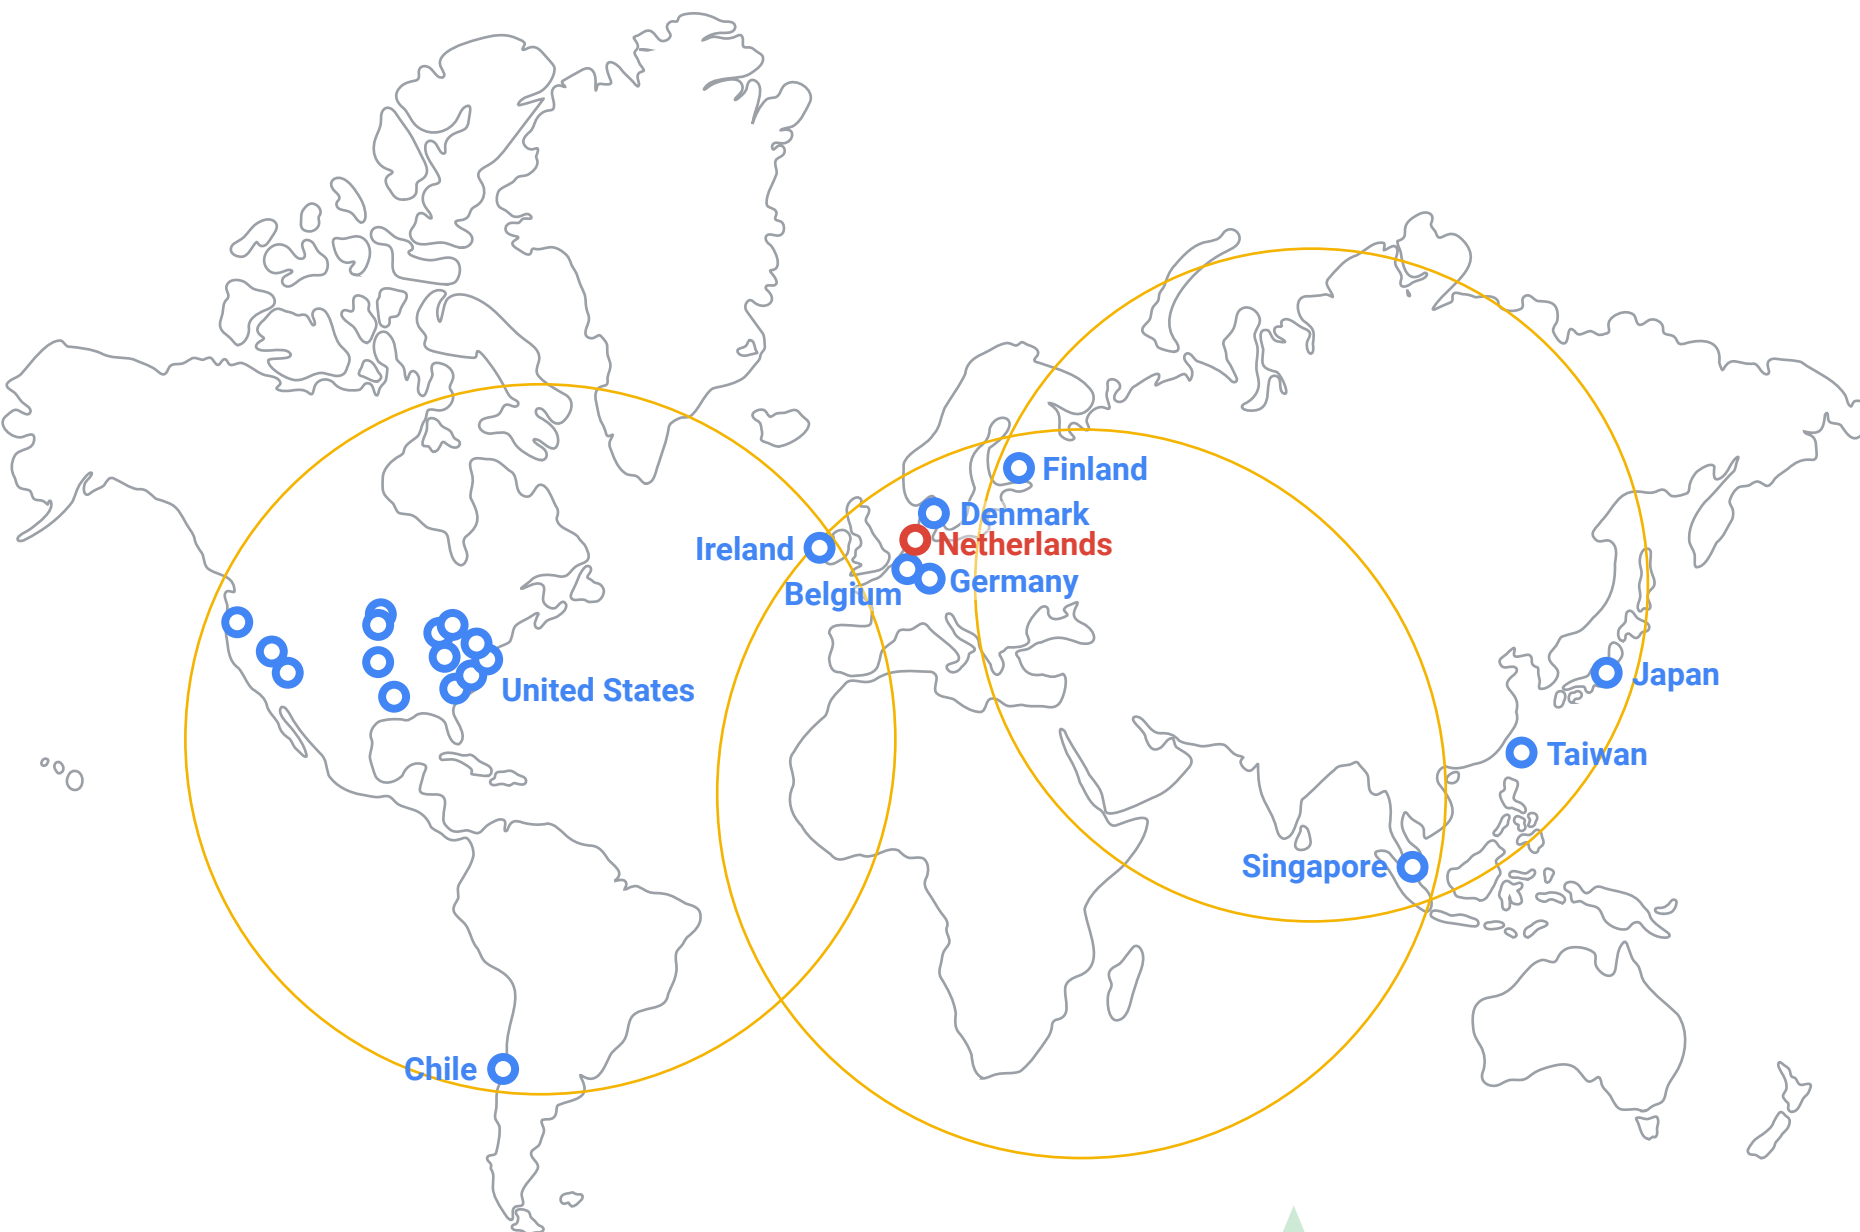 Finland
Denmark
Netherlands
Ireland
Germany
Belgium
United States
Japan
Taiwan
Singapore
Chile